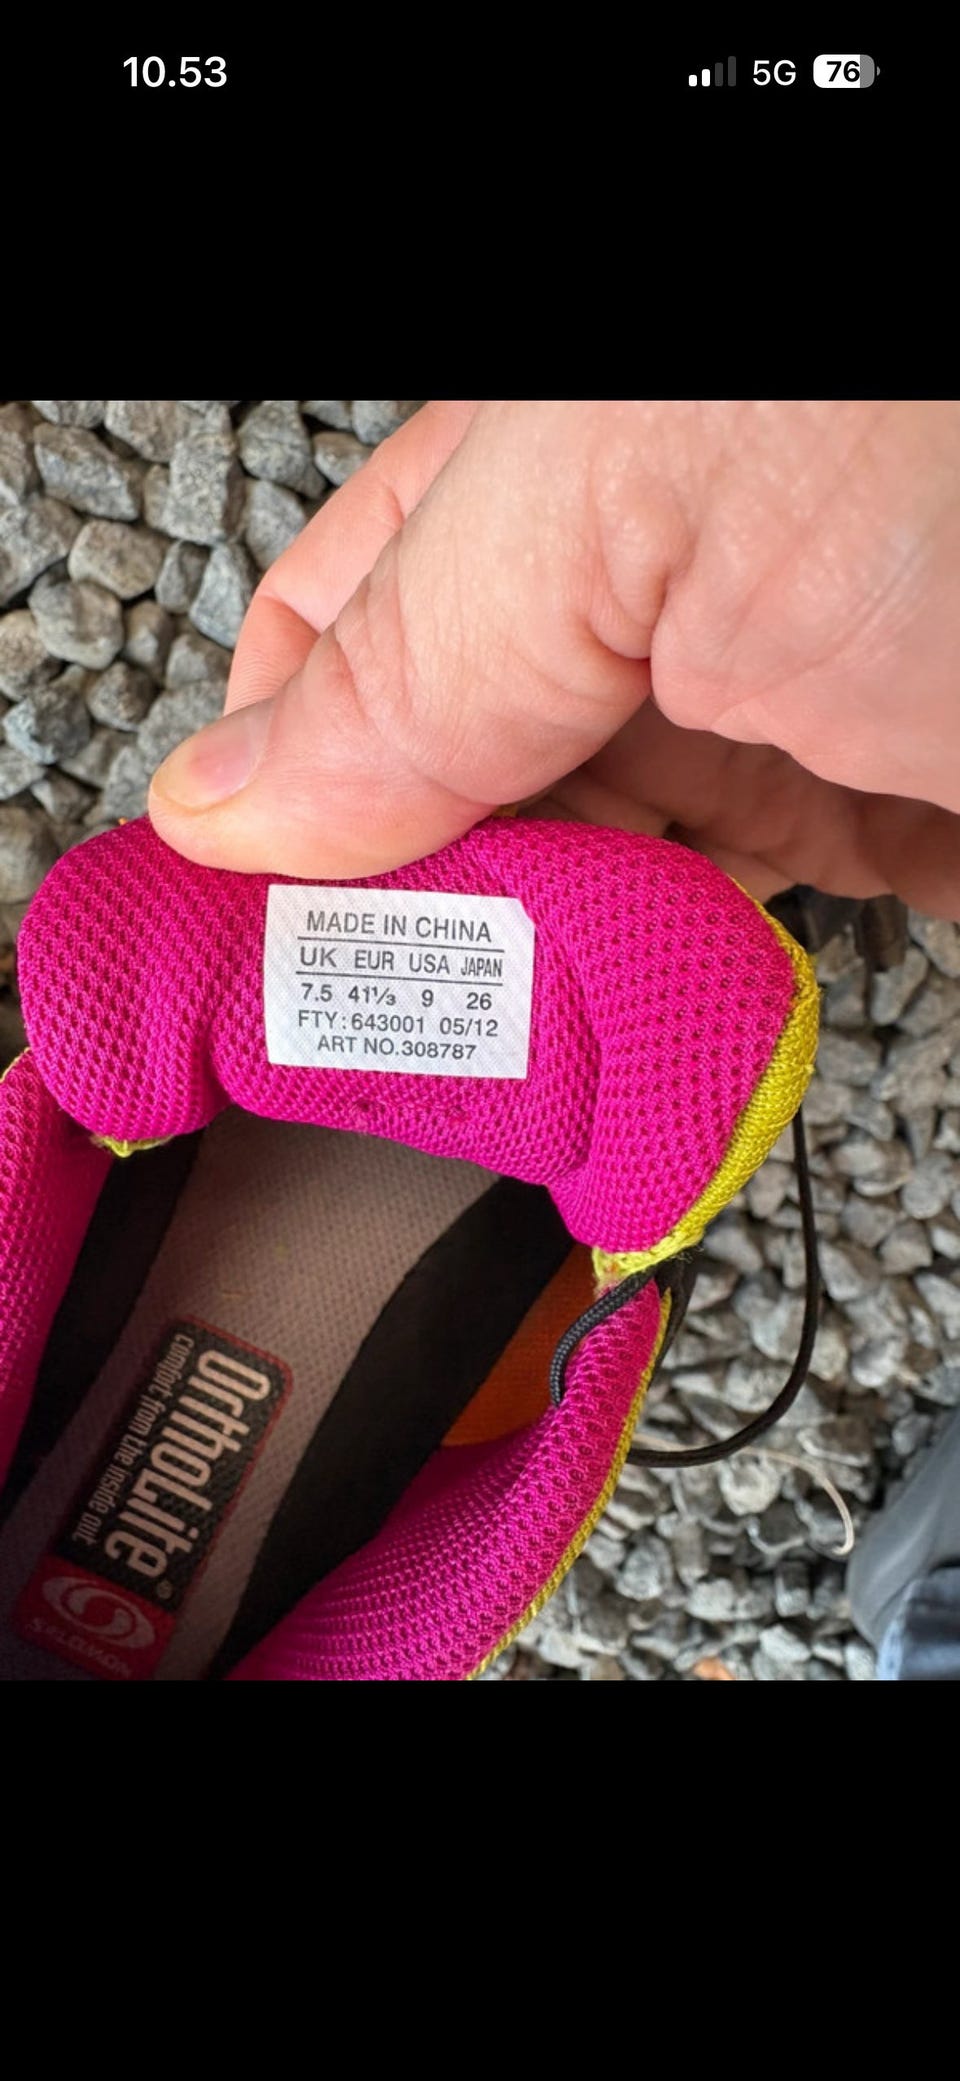 10.53
5G 76
MADE IN CHINA
UK EUR USA JAPAN
7.5 41⅓ 9 26
FTY:643001 05/12
ART NO.308787
OrthoLite®
comfort from the inside out.
SALOMON